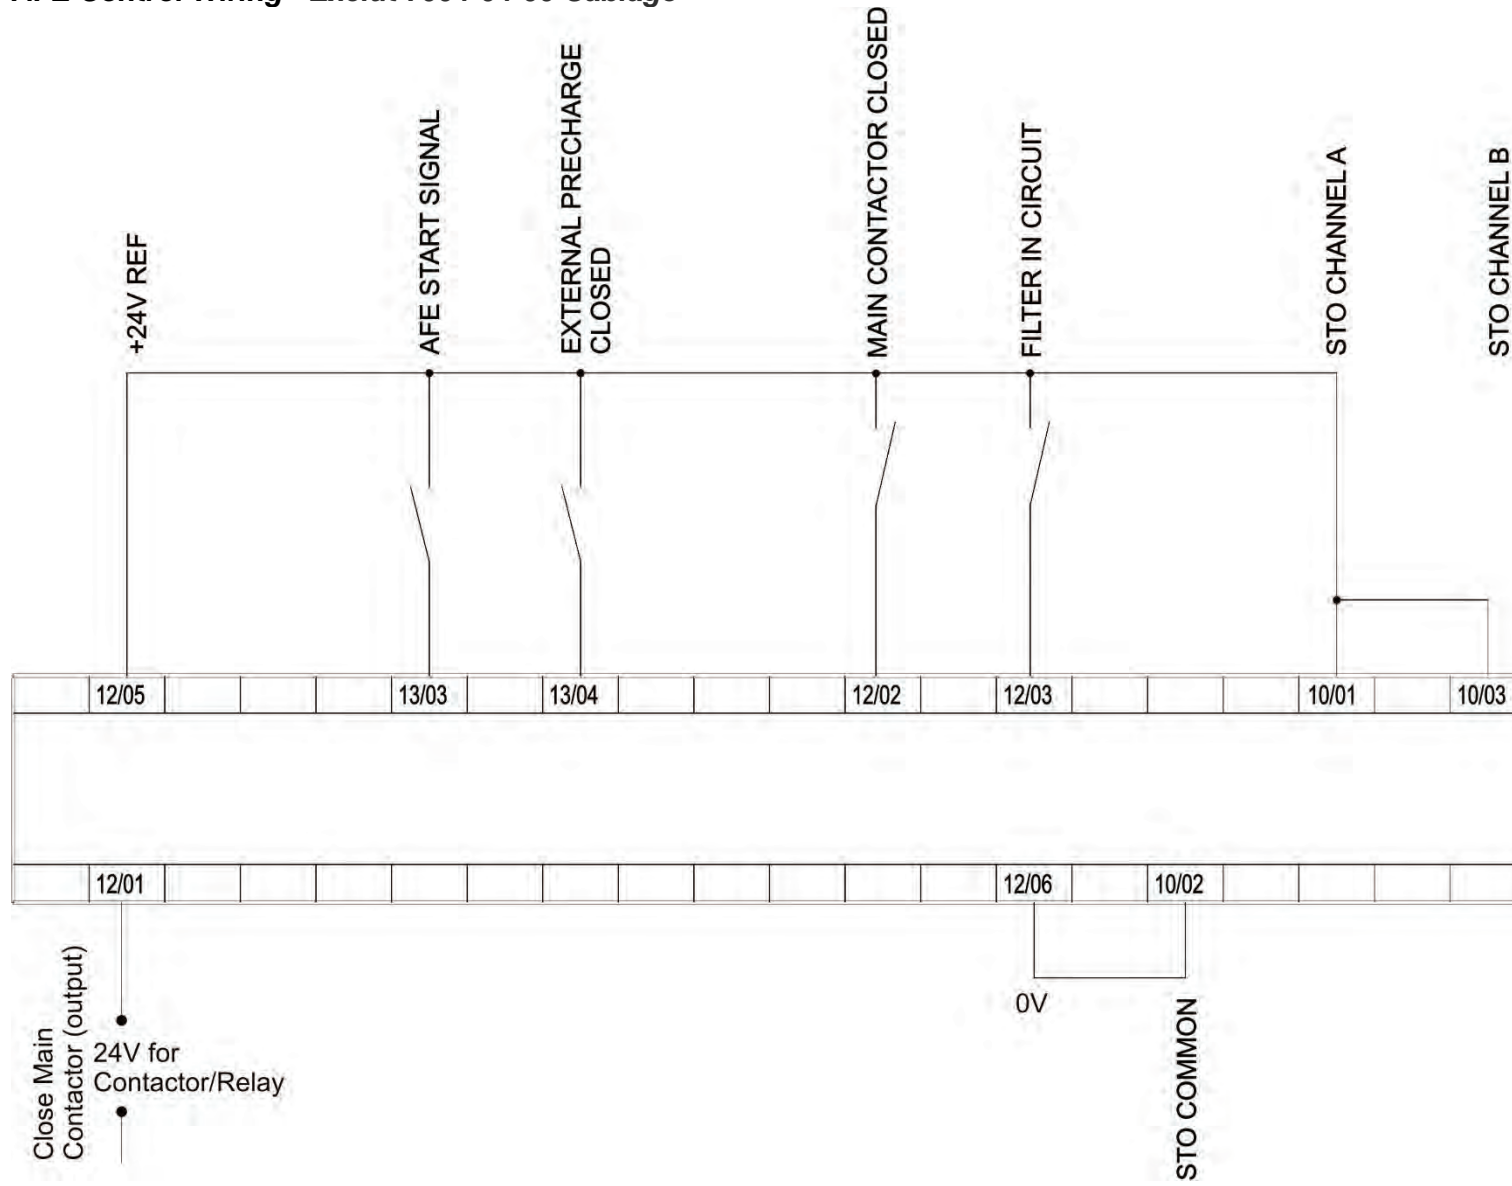 +24V REF
AFE START SIGNAL
EXTERNAL PRECHARGE
CLOSED
MAIN CONTACTOR CLOSED
FILTER IN CIRCUIT
STO CHANNEL A
STO CHANNEL B
12/05
13/03
13/04
12/02
12/03
10/01
10/03
12/01
12/06
10/02
Close Main
Contactor (output)
24V for
Contactor/Relay
0V
STO COMMON